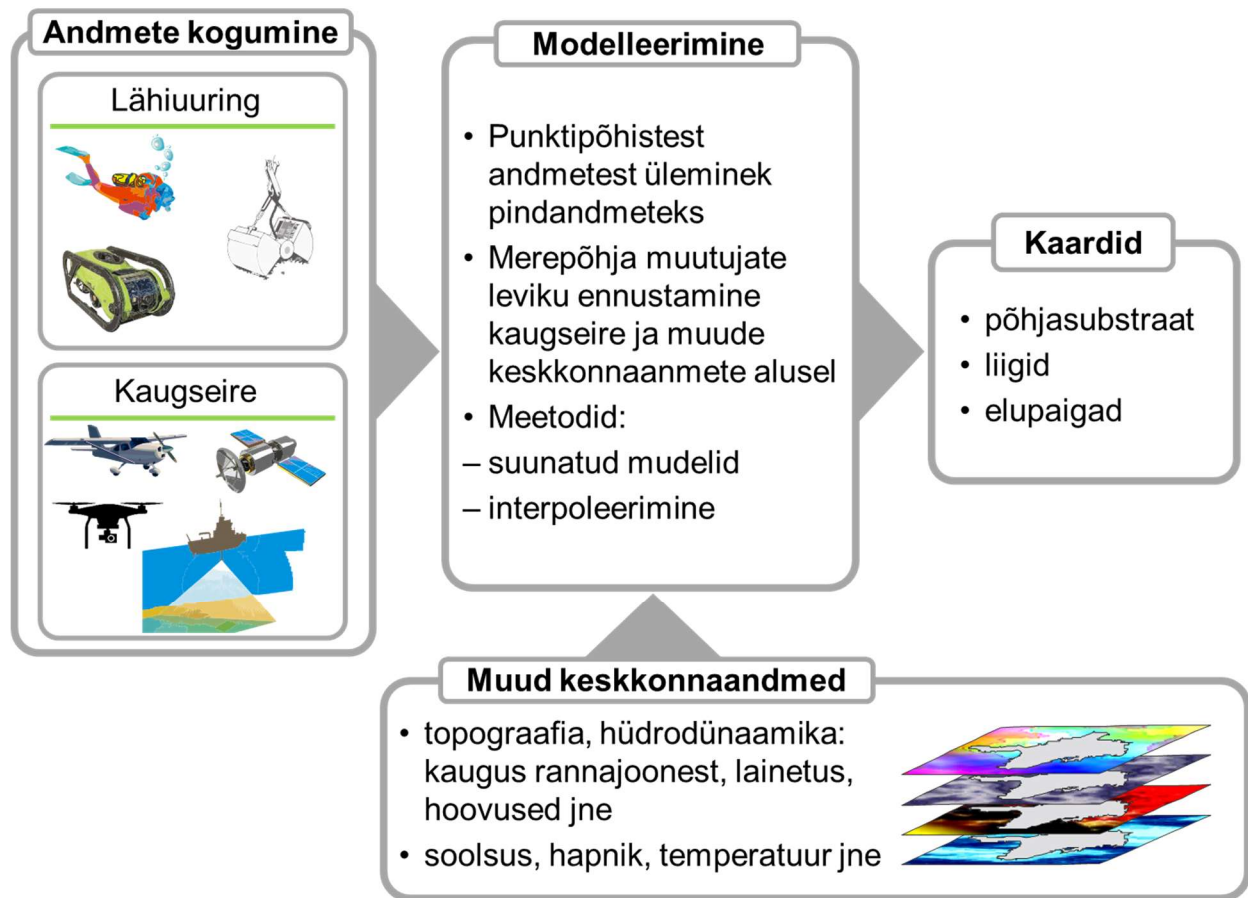 Andmete kogumine
Lähiuuring
Kaugseire
Modelleerimine
• Punktipõhistest
andmetest üleminek
pindandmeteks
• Merepõhja muutujate
leviku ennustamine
kaugseire ja muude
keskkonnaanmete alusel
• Meetodid:
– suunatud mudelid
– interpoleerimine
Kaardid
• põhjasubstraat
• liigid
• elupaigad
Muud keskkonnaandmed
• topograafia, hüdrodünaamika:
kaugus rannajoonest, lainetus,
hoovused jne
• soolsus, hapnik, temperatuur jne